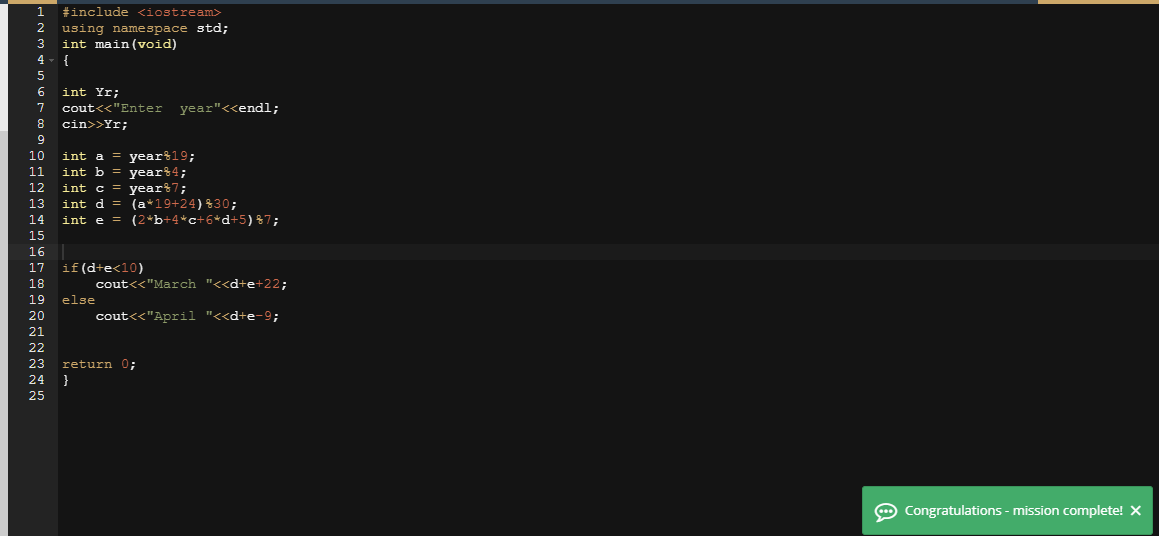 1 #include <iostream>
2 using namespace std;
3 int main(void)
4 {
5
6 int Yr;
7 cout<<"Enter  year"<<endl;
8 cin>>Yr;
9
10 int a = year%19;
11 int b = year%4;
12 int c = year%7;
13 int d = (a*19+24)%30;
14 int e = (2*b+4*c+6*d+5)%7;
15
16
17 if(d+e<10)
18     cout<<"March "<<d+e+22;
19 else
20     cout<<"April "<<d+e-9;
21
22
23 return 0;
24 }
25
Congratulations - mission complete! ×